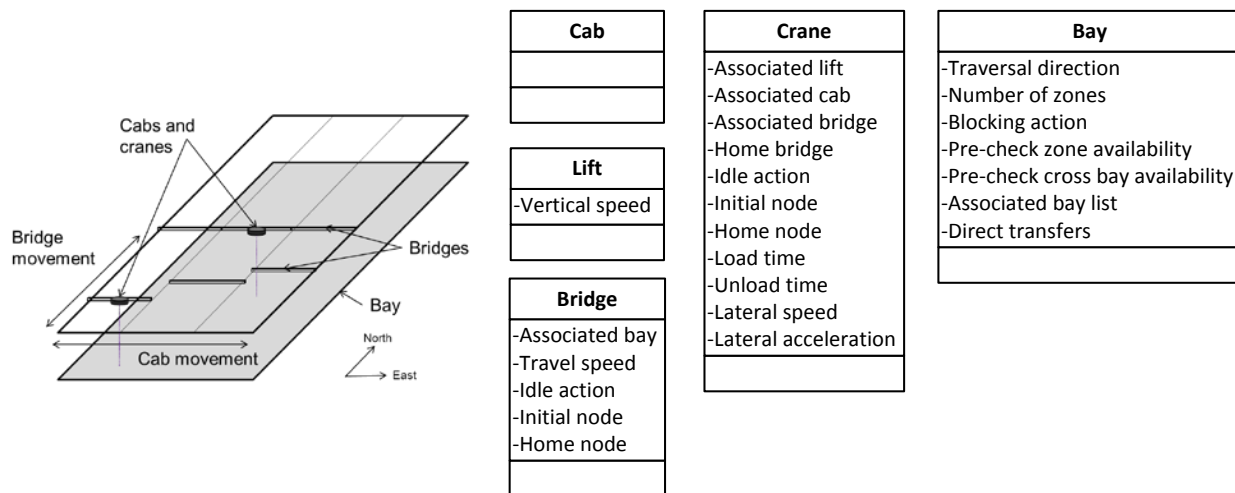 Cabs and
cranes
Bridge
movement
Bridges
Bay
Cab movement
North
East
Cab
Lift
-Vertical speed
Bridge
-Associated bay
-Travel speed
-Idle action
-Initial node
-Home node
Crane
-Associated lift
-Associated cab
-Associated bridge
-Home bridge
-Idle action
-Initial node
-Home node
-Load time
-Unload time
-Lateral speed
-Lateral acceleration
Bay
-Traversal direction
-Number of zones
-Blocking action
-Pre-check zone availability
-Pre-check cross bay availability
-Associated bay list
-Direct transfers